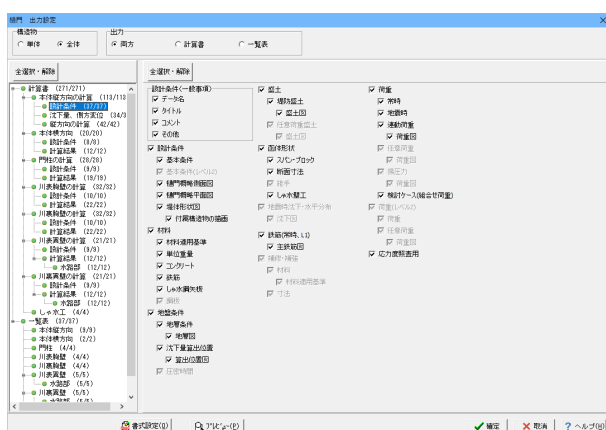 樋門 出力設定
構造物
単体 全体
出力
両方 計算書 一覧表
全選択・解除
計算書 (271/271)
本体縦方向の計算 (113/113
設計条件 (37/37)
沈下量、側方変位 (34/3
縦方向の計算 (42/42)
本体横方向 (20/20)
設計条件 (8/8)
計算結果 (12/12)
門柱の計算 (28/28)
設計条件 (9/9)
計算結果 (19/19)
川表胸壁の計算 (32/32)
設計条件 (10/10)
計算結果 (22/22)
川裏胸壁の計算 (32/32)
設計条件 (10/10)
計算結果 (22/22)
川表翼壁の計算 (21/21)
設計条件 (9/9)
計算結果 (12/12)
水路部 (12/12)
川裏翼壁の計算 (21/21)
設計条件 (9/9)
計算結果 (12/12)
水路部 (12/12)
しゃ水工 (4/4)
一覧表 (37/37)
本体縦方向 (9/9)
本体横方向 (2/2)
門柱 (4/4)
川表胸壁 (4/4)
川裏胸壁 (4/4)
川表翼壁 (5/5)
水路部 (5/5)
川裏翼壁 (5/5)
水路部 (5/5)
全選択・解除
設計条件(一般事項)
データ名
タイトル
コメント
その他
設計条件
基本条件
基本条件(レベル2)
樋門概略側面図
樋門概略平面図
堤体形状図
付属構造物の描画
材料
材料適用基準
単位重量
コンクリート
鉄筋
しゃ水鋼矢板
鋼板
地盤条件
地層条件
地層図
沈下量算出位置
算出位置図
圧密時間
盛土
堤防盛土
盛土図
任意荷重盛土
盛土図
函体形状
スパン・ブロック
断面寸法
継手
しゃ水壁工
地震時沈下・水平分布
沈下図
鉄筋(常時、L1)
主鉄筋図
補修・補強
材料
材料適用基準
寸法
荷重
常時
地震時
連動荷重
荷重図
任意荷重
荷重図
揚圧力
荷重図
検討ケース(組合せ荷重)
荷重(レベル2)
荷重
任意荷重
荷重図
応力度照査用
書式設定(O) プレビュー(P) 確定 取消 ヘルプ(H)